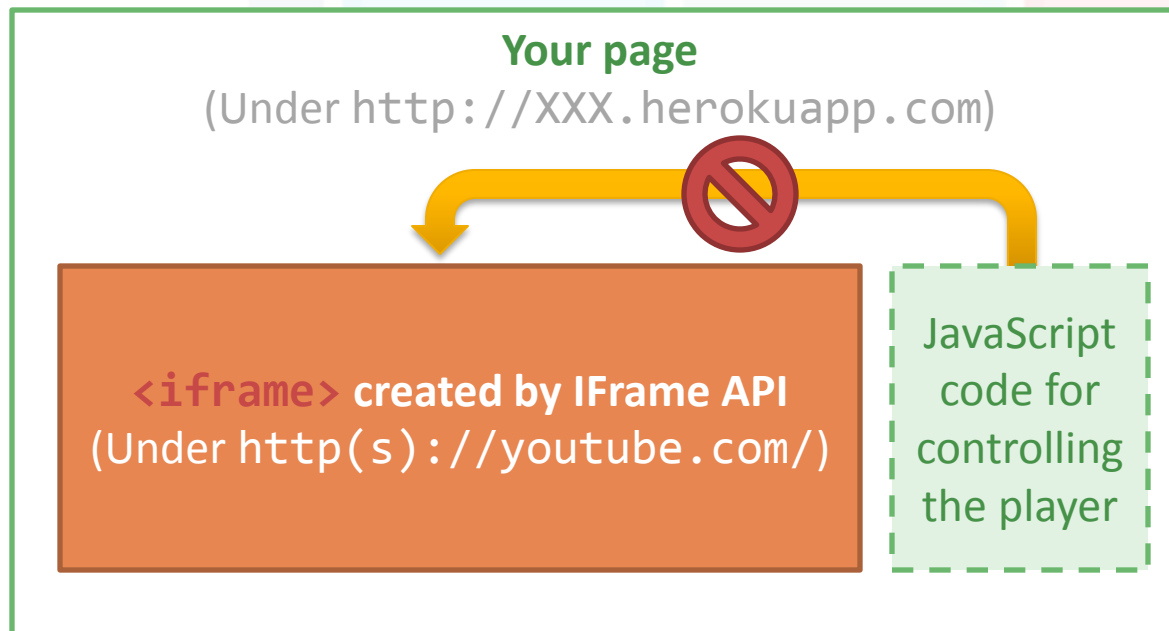 Your page
(Under http://XXX.herokuapp.com)
<iframe> created by IFrame API
(Under http(s)://youtube.com/)
JavaScript
code for
controlling
the player